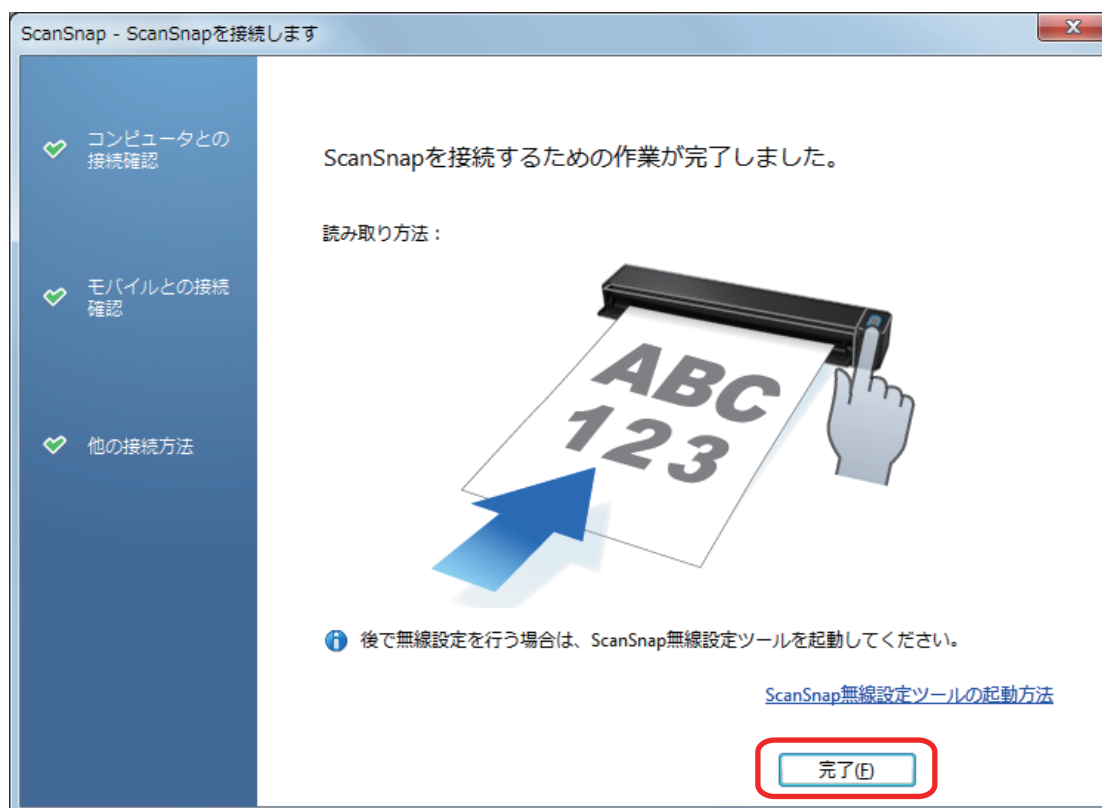 ScanSnap - ScanSnapを接続します
コンピュータとの
接続確認
モバイルとの接続
確認
他の接続方法
ScanSnapを接続するための作業が完了しました。
読み取り方法：
ABC
123
後で無線設定を行う場合は、ScanSnap無線設定ツールを起動してください。
ScanSnap無線設定ツールの起動方法
完了(F)